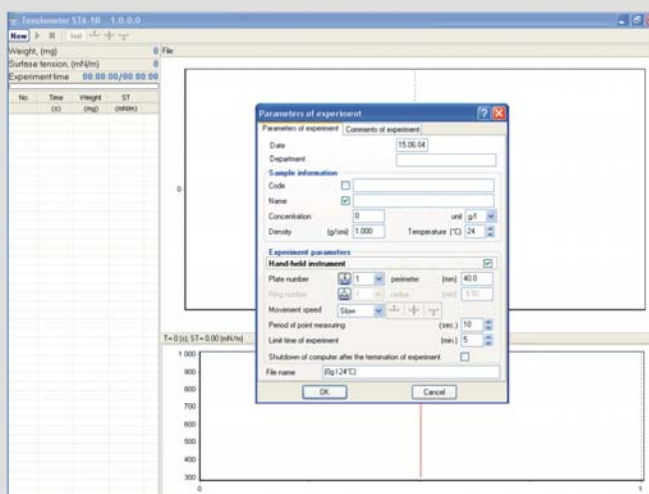 Tensiometer STA-1B 1.0.0.0
New
Weight, (mg) 0
Surfase tension, (mN/m) 0
Experiment time 00:00:00/00:00:00
No. Time Weight ST
(s) (mg) (mN/m)
File:
0
Parameters of experiment
Parameters of experiment Comments of experiment
Date 15.06.04
Department
Sample information
Code
Name
Concentration 0 unit g/l
Density (g/sm) 1.000 Temperature (°C) 24
Experiment parameters
Hand-held instrument
Plate number 1 perimeter (mm) 40.0
Ring number 1 radius (mm)
Movement speed Slow
Period of point measuring (sec.) 10
Limit time of experiment (min.) 5
Shutdown of computer after the termination of experiment
File name (0g l 24°C)
OK Cancel
T= 0 (s); ST= 0.00 (mN/m)
1 000
900
800
700
600
500
400
300
0 1